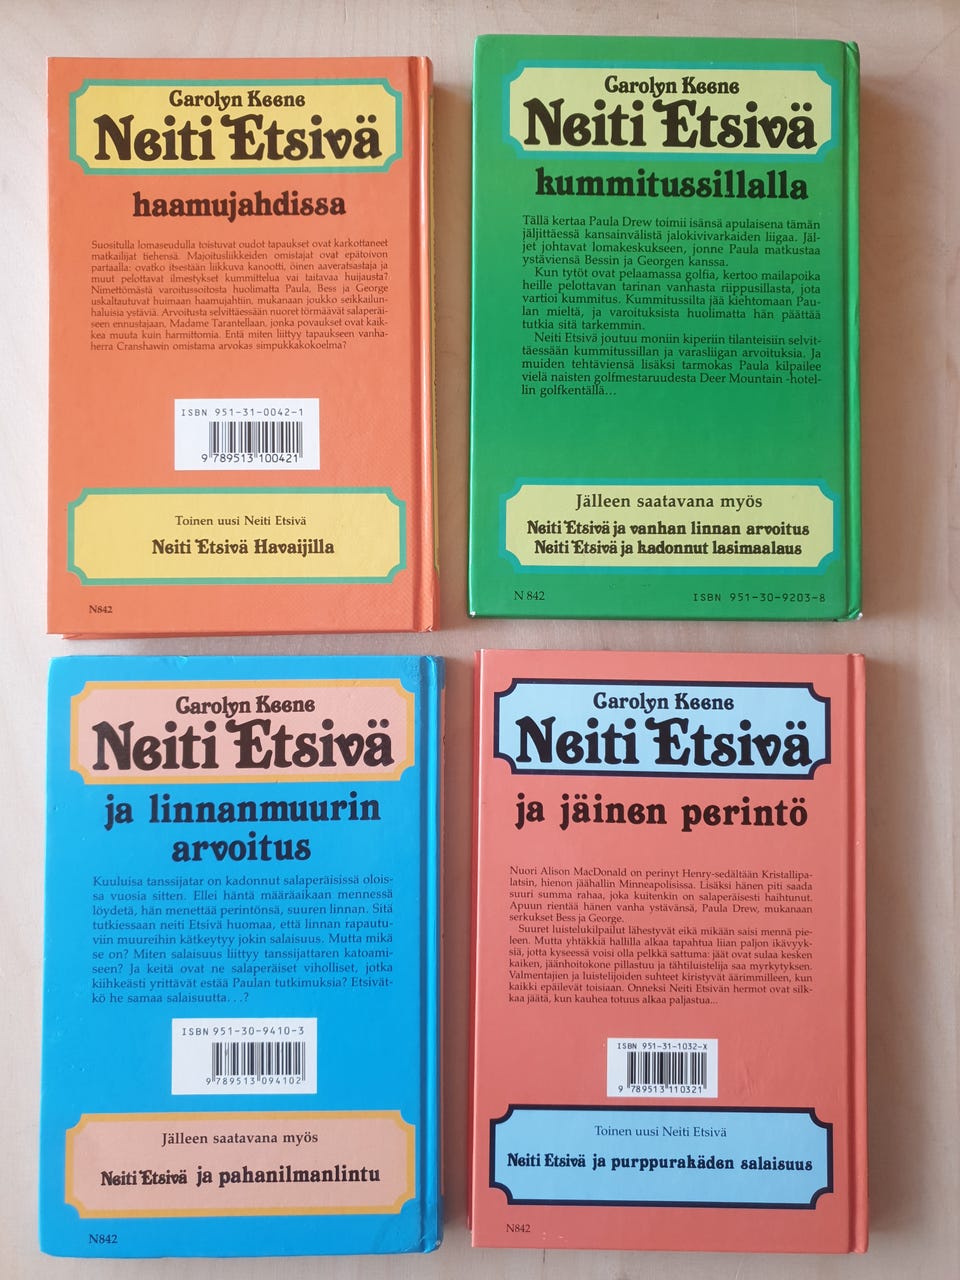 Carolyn Keene
Neiti Etsivä
haamujahdissa
Suositulla lomaseudulla toistuvat oudot tapaukset ovat karkottaneet
matkailijat tiehensä. Majoitusliikkeiden omistajat ovat epätoivon
partaalla: ovatko itsestään liikkuva kanootti, öinen aaveratsastaja ja
muut pelottavat ilmestykset kummittelua vai taitavaa huijausta?
Nimettömästä varoitussoitosta huolimatta Paula, Bess ja George
uskaltautuvat huimaan haamujahtiin, mukanaan joukko seikkailun-
haluisia ystäviä. Arvoitusta selvittäessään nuoret törmäävät salaperäi-
seen ennustajaan, Madame Tarantellaan, jonka povaukset ovat kaik-
kea muuta kuin harmittomia. Entä miten liittyy tapaukseen vanha-
herra Cranshawin omistama arvokas simpukkakokoelma?
ISBN 951-31-0042-1
9 789513 100421
Toinen uusi Neiti Etsivä
Neiti Etsivä Havaijilla
N842
Carolyn Keene
Neiti Etsivä
kummitussillalla
Tällä kertaa Paula Drew toimii isänsä apulaisena tämän
jäljittäessä kansainvälistä jalokivivarkaiden liigaa. Jäl-
jet johtavat lomakeskukseen, jonne Paula matkustaa
ystäviensä Bessin ja Georgen kanssa.
Kun tytöt ovat pelaamassa golfia, kertoo mailapoika
heille pelottavan tarinan vanhasta riippusillasta, jota
vartioi kummitus. Kummitussilta jää kiehtomaan Pau-
lan mieltä, ja varoituksista huolimatta hän päättää
tutkia sitä tarkemmin.
Neiti Etsivä joutuu moniin kiperiin tilanteisiin selvit-
täessään kummitussillan ja varasliigan arvoituksia. Ja
muiden tehtäviensä lisäksi tarmokas Paula kilpailee
vielä naisten golfmestaruudesta Deer Mountain -hotel-
lin golfkentällä...
Jälleen saatavana myös
Neiti Etsivä ja vanhan linnan arvoitus
Neiti Etsivä ja kadonnut lasimaalaus
N 842
ISBN 951-30-9203-8
Carolyn Keene
Neiti Etsivä
ja linnanmuurin
arvoitus
Kuuluisa tanssijatar on kadonnut salaperäisissä olois-
sa vuosia sitten. Ellei häntä määräaikaan mennessä
löydetä, hän menettää perintönsä, suuren linnan. Sitä
tutkiessaan neiti Etsivä huomaa, että linnan rapautu-
viin muureihin kätkeytyy jokin salaisuus. Mutta mikä
se on? Miten salaisuus liittyy tanssijattaren katoami-
seen? Ja keitä ovat ne salaperäiset viholliset, jotka
kiihkeästi yrittävät estää Paulan tutkimuksia? Etsivät-
kö he samaa salaisuutta...?
ISBN 951-30-9410-3
9 789513 094102
Jälleen saatavana myös
Neiti Etsivä ja pahanilmanlintu
N842
Carolyn Keene
Neiti Etsivä
ja jäinen perintö
Nuori Alison MacDonald on perinyt Henry-sedältään Kristallipa-
latsin, hienon jäähallin Minneapolisissa. Lisäksi hänen piti saada
suuri summa rahaa, joka kuitenkin on salaperäisesti haihtunut.
Apuun rientää hänen vanha ystävänsä, Paula Drew, mukanaan
serkukset Bess ja George.
Suuret luistelukilpailut lähestyvät eikä mikään saisi mennä pie-
leen. Mutta yhtäkkiä hallilla alkaa tapahtua liian paljon ikävyyk-
siä, jotta kyseessä voisi olla pelkkä sattuma: jäät ovat sulaa kesken
kaiken, jäänhoitokone pillastuu ja tähtiluistelija saa myrkytyksen.
Valmentajien ja luistelijoiden suhteet kiristyvät äärimmilleen, kun
kaikki epäilevät toisiaan. Onneksi Neiti Etsivän hermot ovat silk-
kaa jäätä, kun kauhea totuus alkaa paljastua...
ISBN 951-31-1032-X
9 789513 110321
Toinen uusi Neiti Etsivä
Neiti Etsivä ja purppurakäden salaisuus
N842